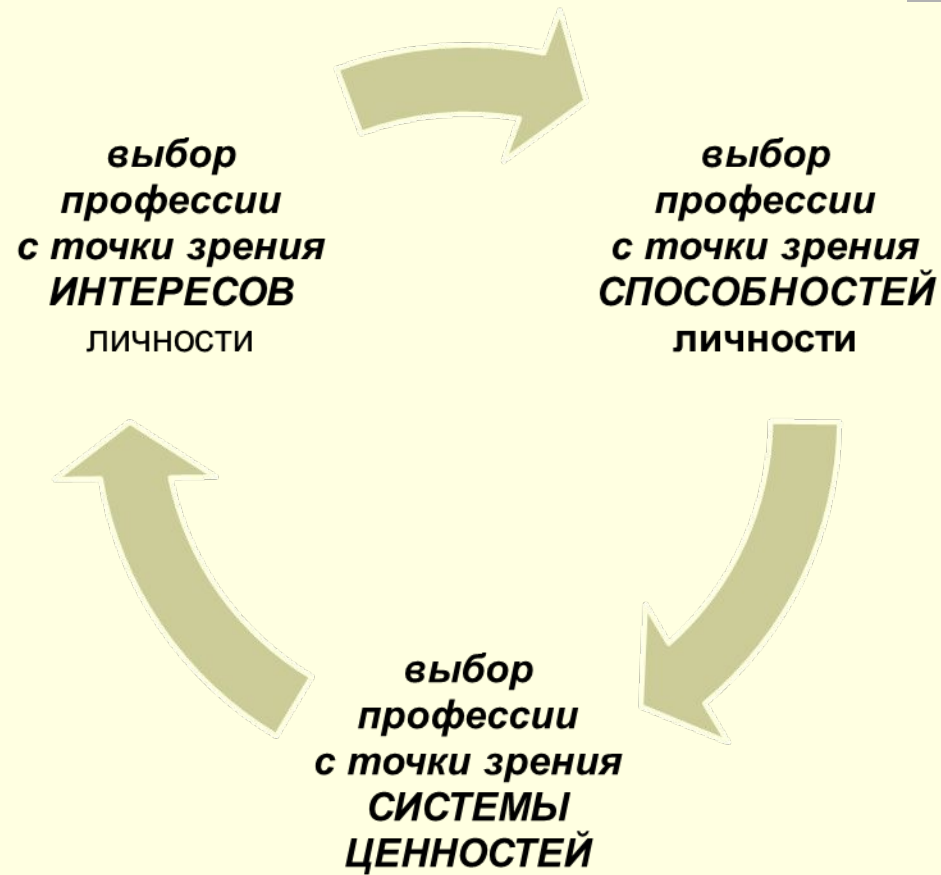 выбор
профессии
с точки зрения
ИНТЕРЕСОВ
личности
выбор
профессии
с точки зрения
СПОСОБНОСТЕЙ
личности
выбор
профессии
с точки зрения
СИСТЕМЫ
ЦЕННОСТЕЙ